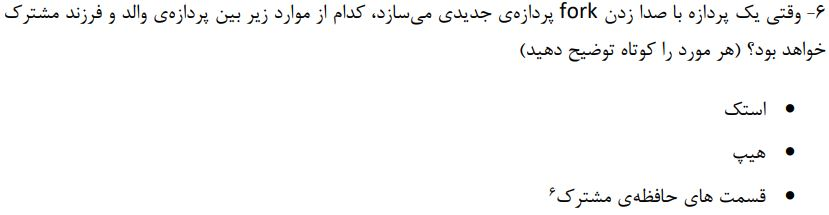 ۶- وقتی یک پردازه با صدا زدن fork پردازه‌ی جدیدی می‌سازد، کدام از موارد زیر بین پردازه‌ی والد و فرزند مشترک
خواهد بود؟ (هر مورد را کوتاه توضیح دهید)
• استک
• هیپ
• قسمت های حافظه‌ی مشترک۶